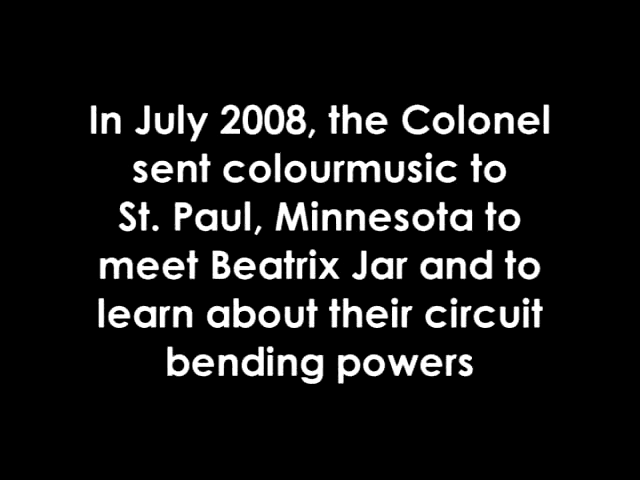 In July 2008, the Colonel
sent colourmusic to
St. Paul, Minnesota to
meet Beatrix Jar and to
learn about their circuit
bending powers